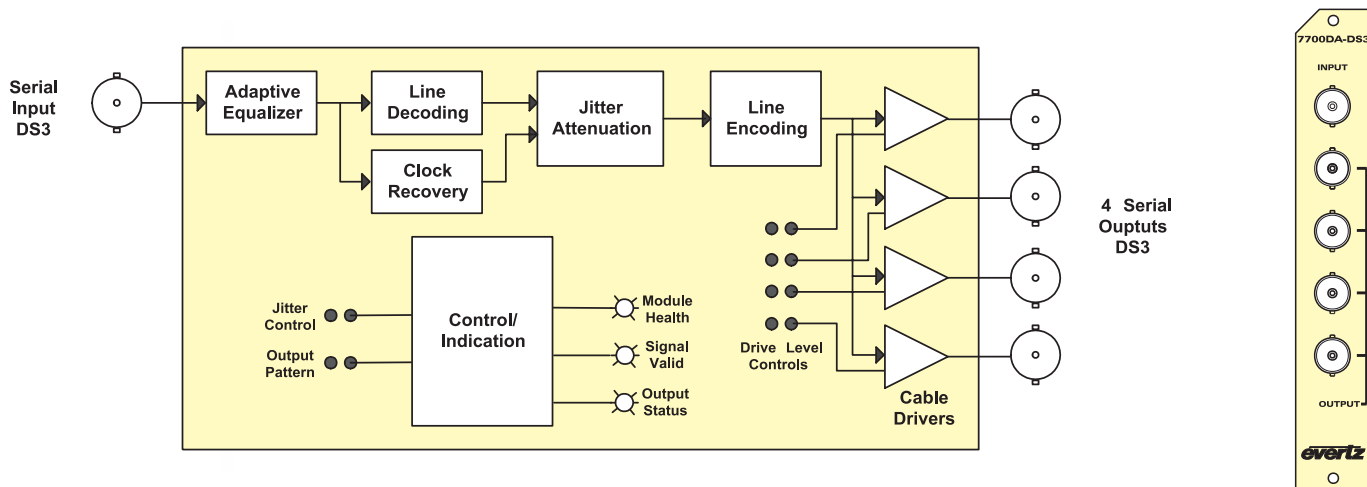 Serial
Input
DS3
Adaptive
Equalizer
Line
Decoding
Clock
Recovery
Jitter
Attenuation
Line
Encoding
4 Serial
Ouptuts
DS3
Jitter
Control
Output
Pattern
Control/
Indication
Module
Health
Signal
Valid
Output
Status
Drive Level
Controls
Cable
Drivers
7700DA-DS3
INPUT
OUTPUT
evertz